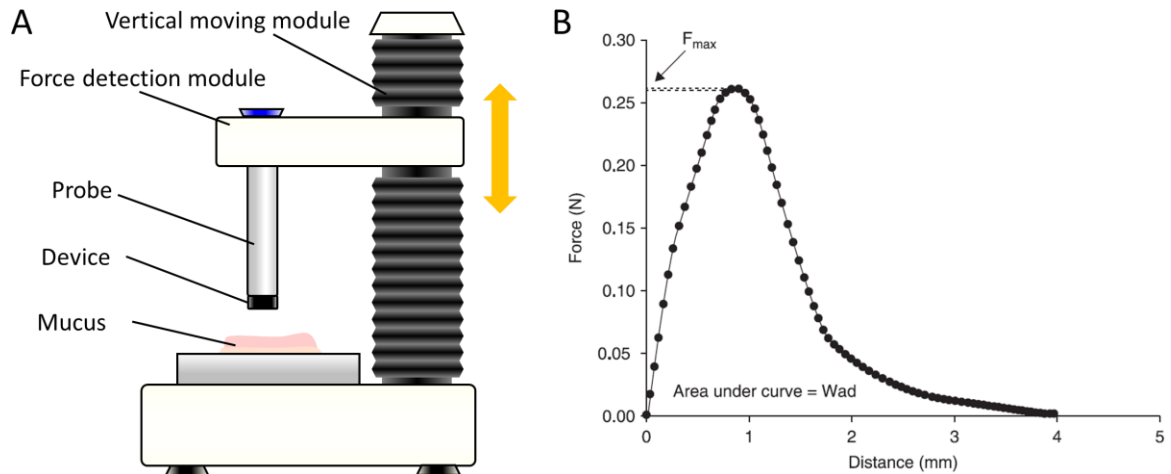 A
Vertical moving module
Force detection module
Probe
Device
Mucus
B
0.30
0.25
0.20
0.15
0.10
0.05
0.00
Force (N)
F_max
Area under curve = Wad
0 1 2 3 4 5
Distance (mm)